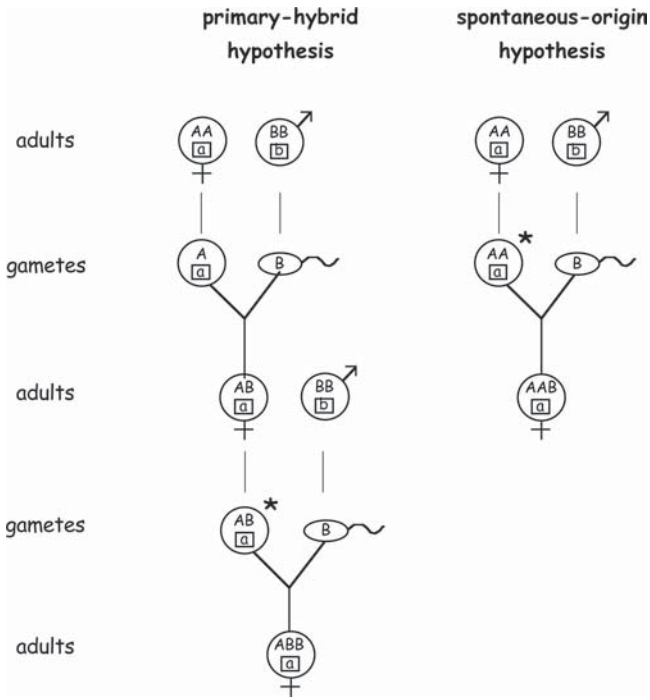 primary-hybrid
hypothesis
spontaneous-origin
hypothesis
adults
AA
a
BB
b
AA
a
BB
b
gametes
A
a
B
AA
a
*
B
adults
AB
a
BB
b
AAB
a
gametes
AB
a
*
B
adults
ABB
a